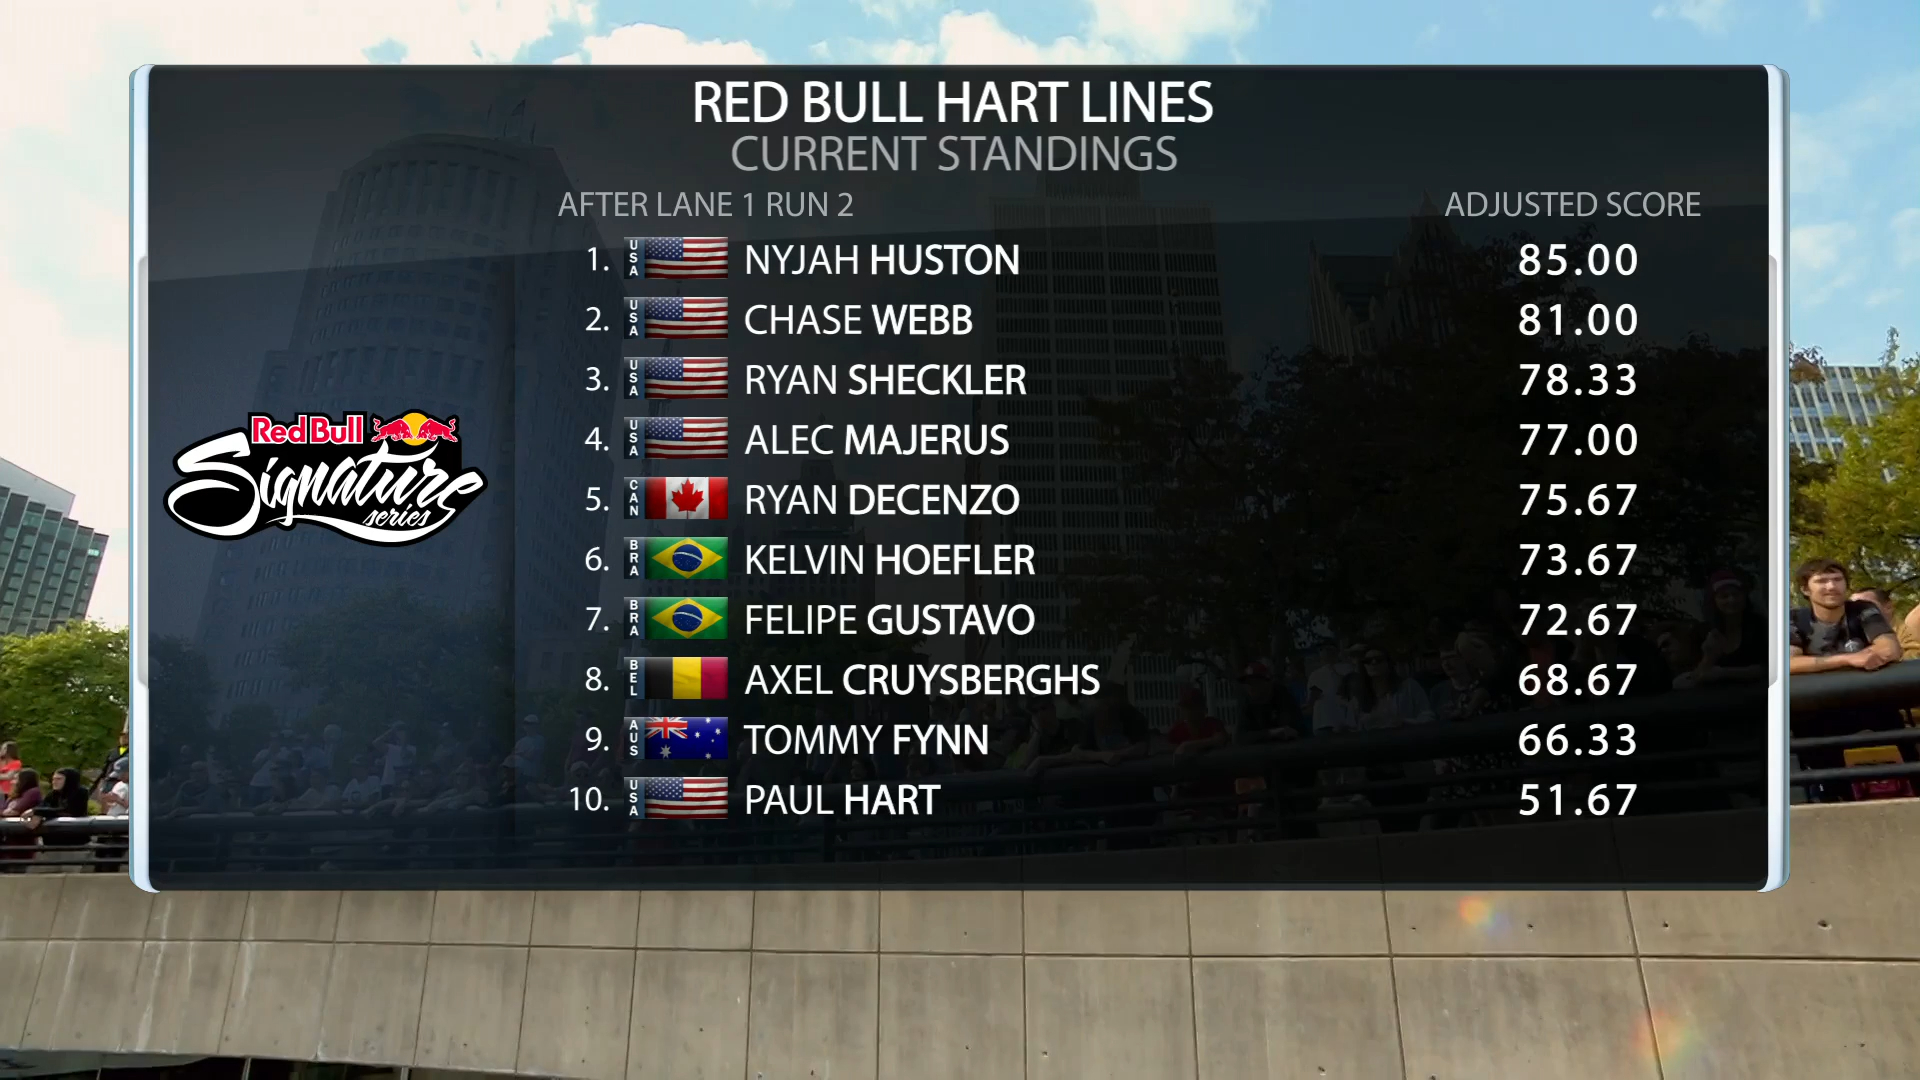 RED BULL HART LINES
CURRENT STANDINGS
AFTER LANE 1 RUN 2 ADJUSTED SCORE
1. USA NYJAH HUSTON 85.00
2. USA CHASE WEBB 81.00
3. USA RYAN SHECKLER 78.33
4. USA ALEC MAJERUS 77.00
5. CAN RYAN DECENZO 75.67
6. BRA KELVIN HOEFLER 73.67
7. BRA FELIPE GUSTAVO 72.67
8. BEL AXEL CRUYSBERGHS 68.67
9. AUS TOMMY FYNN 66.33
10. USA PAUL HART 51.67
Red Bull
Signature
series